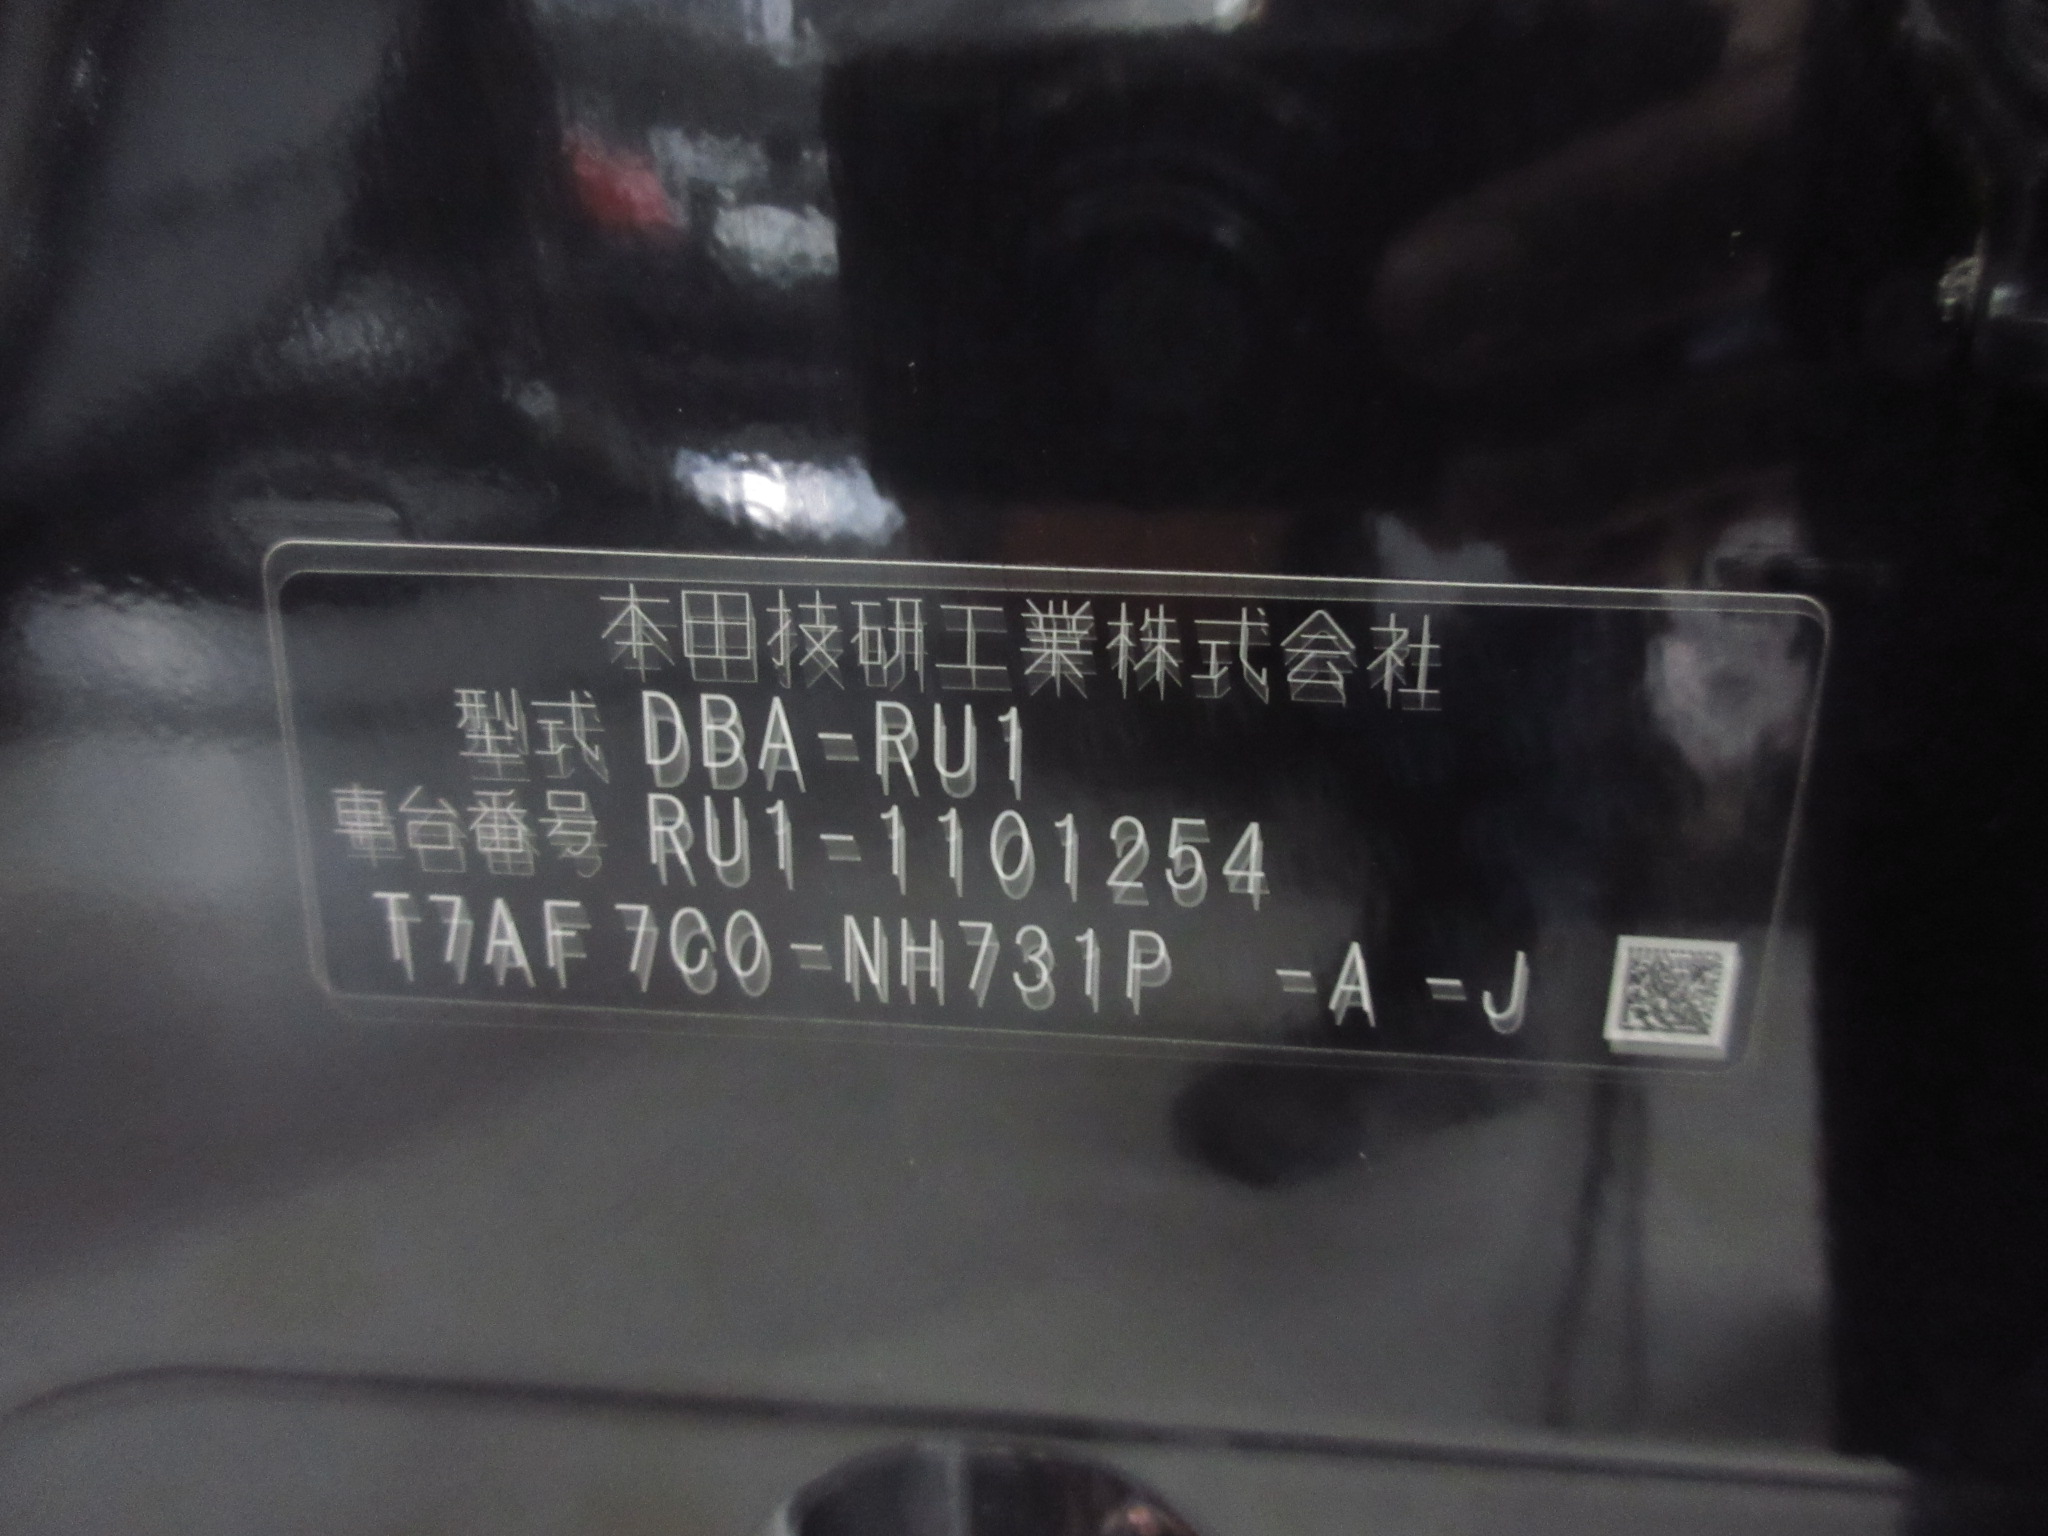 本田技研工業株式会社
型式 DBA-RU1
車台番号 RU1-1101254
T7AF7C0-NH731P -A -J